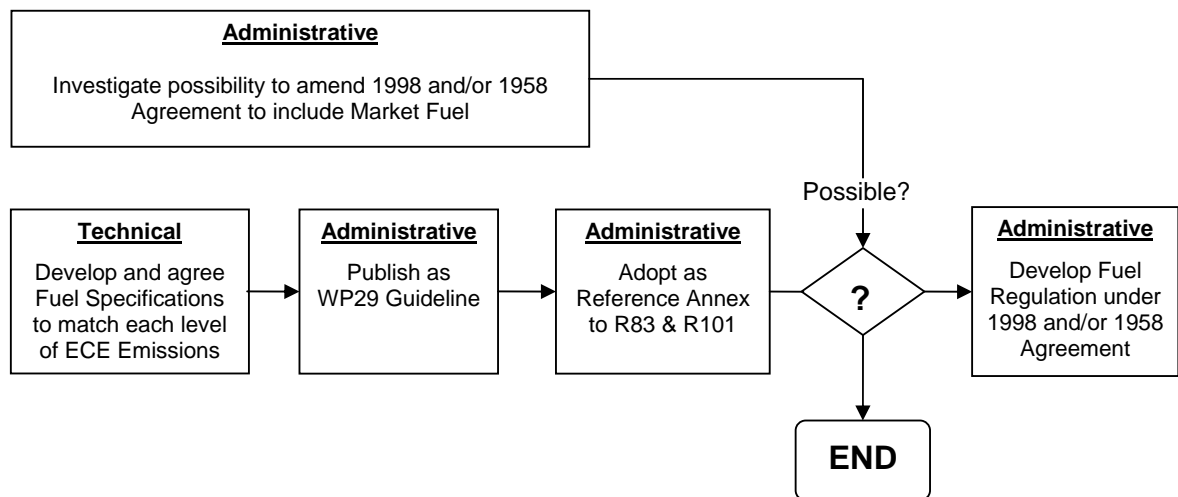 Administrative
Investigate possibility to amend 1998 and/or 1958
Agreement to include Market Fuel
Possible?
Technical
Develop and agree
Fuel Specifications
to match each level
of ECE Emissions
Administrative
Publish as
WP29 Guideline
Administrative
Adopt as
Reference Annex
to R83 & R101
?
Administrative
Develop Fuel
Regulation under
1998 and/or 1958
Agreement
END